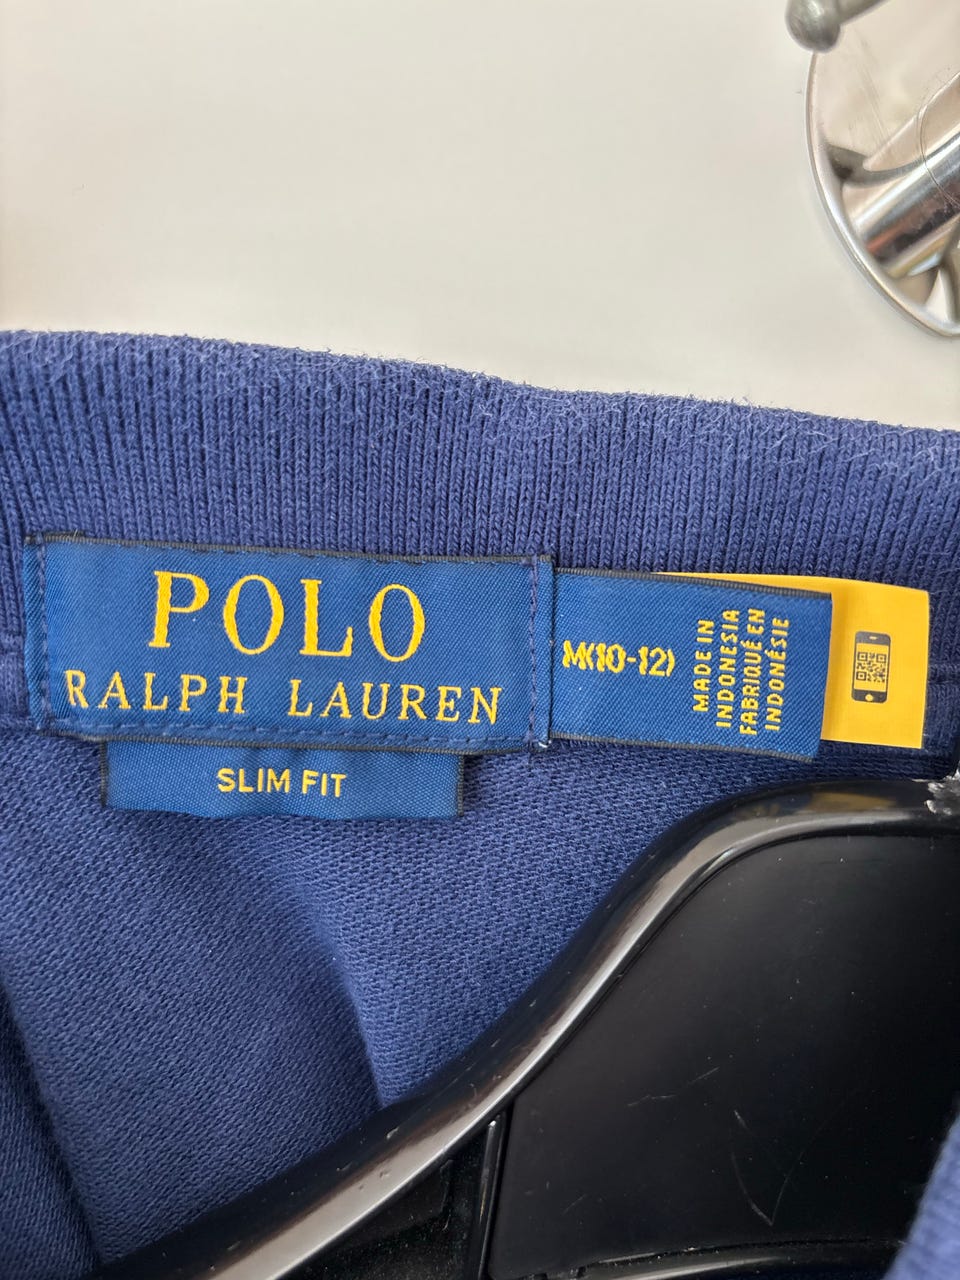 POLO
RALPH LAUREN
SLIM FIT
M(10-12)
MADE IN
INDONESIA
FABRIQUÉ EN
INDONÉSIE